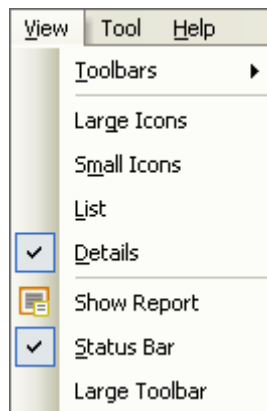 View Tool Help
Toolbars
Large Icons
Small Icons
List
Details
Show Report
Status Bar
Large Toolbar